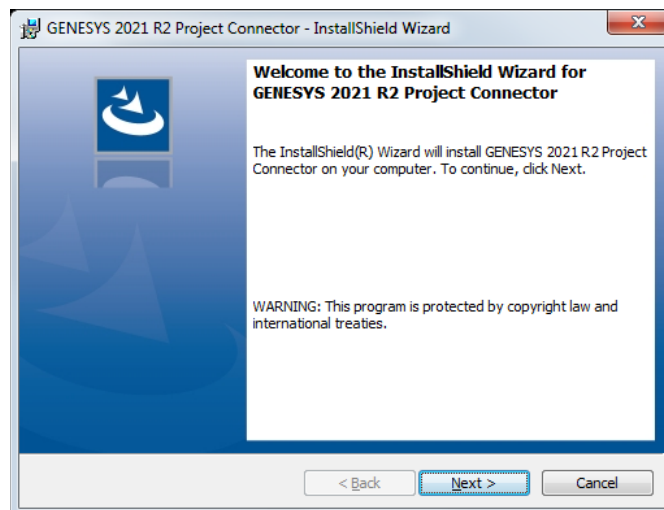 GENESYS 2021 R2 Project Connector - InstallShield Wizard
Welcome to the InstallShield Wizard for
GENESYS 2021 R2 Project Connector
The InstallShield(R) Wizard will install GENESYS 2021 R2 Project
Connector on your computer. To continue, click Next.
WARNING: This program is protected by copyright law and
international treaties.
< Back
Next >
Cancel